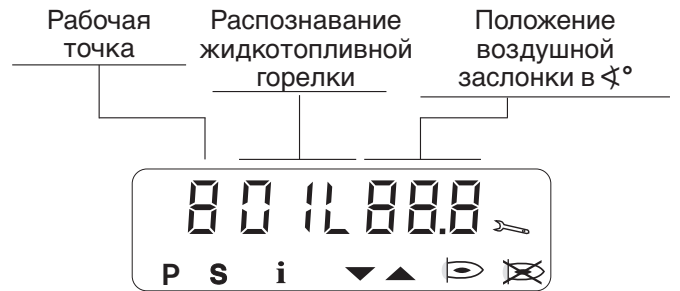 Рабочая точка
Распознавание жидкотопливной горелки
Положение воздушной заслонки в ∢°
8 0 1L 88.8
P S i ▼ ▲